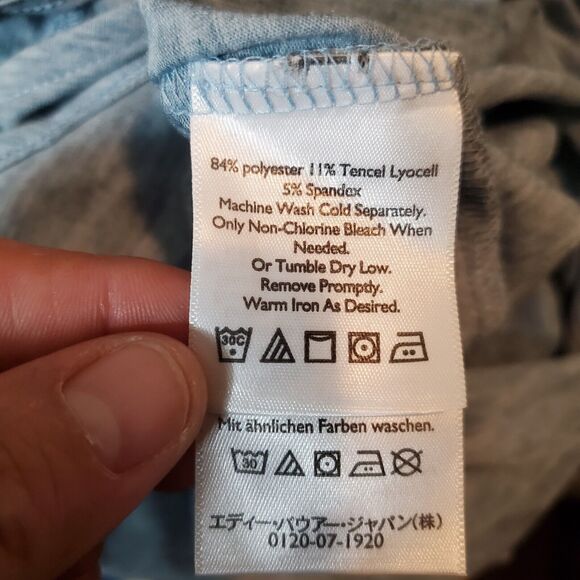 84% polyester 11% Tencel Lyocell
5% Spandex
Machine Wash Cold Separately.
Only Non-Chlorine Bleach When
Needed.
Or Tumble Dry Low.
Remove Promptly.
Warm Iron As Desired.
30C
Mit ähnlichen Farben waschen.
30
エディー・バウアー・ジャパン(株)
0120-07-1920